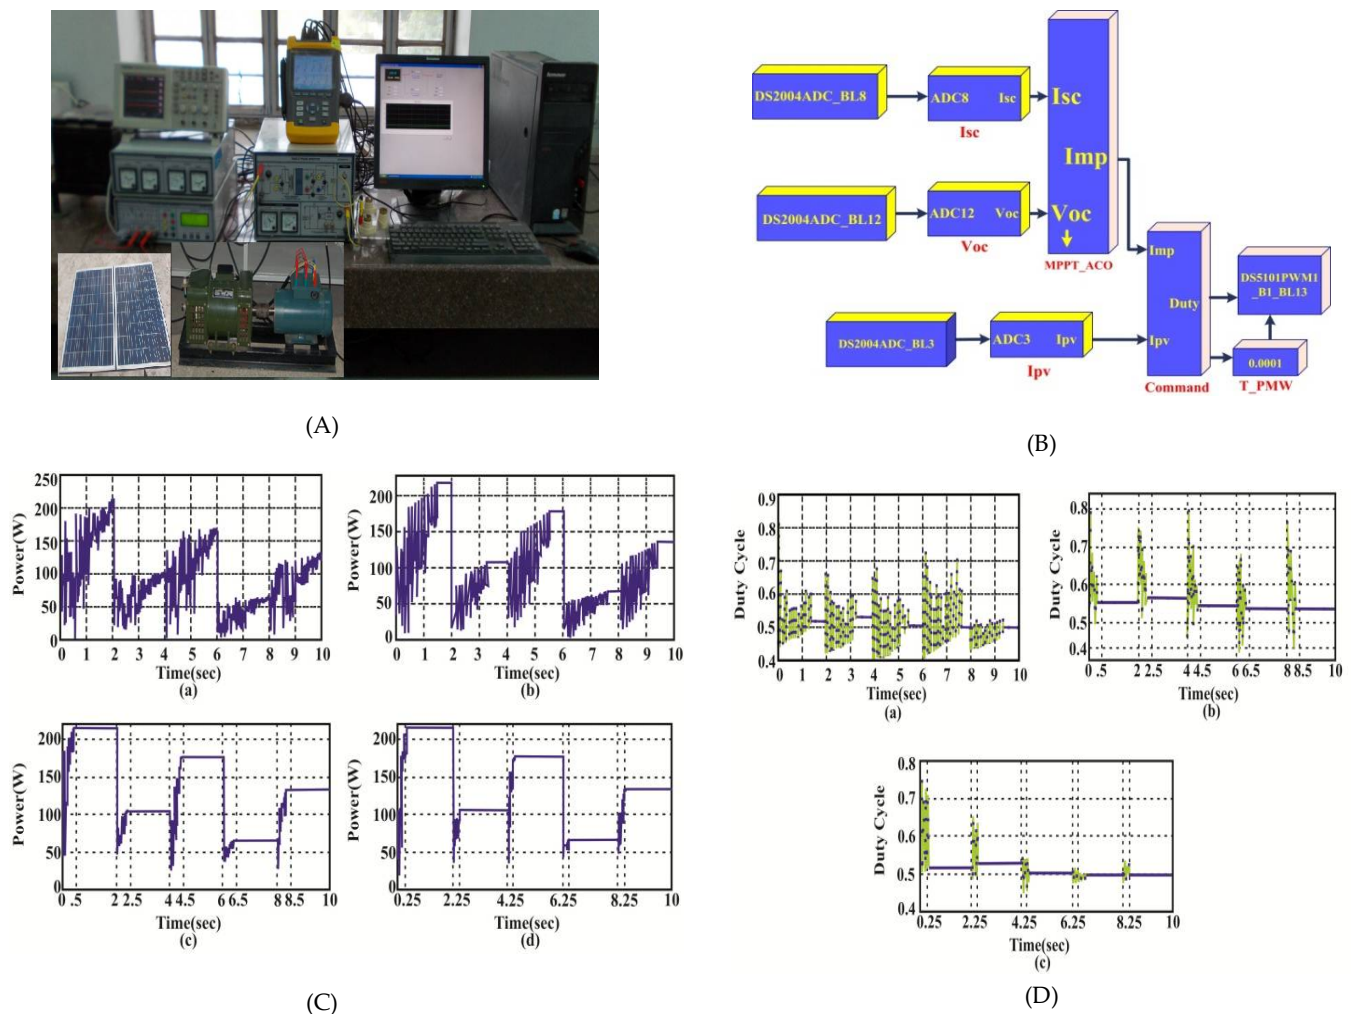 DS2004ADC_BL8
ADC8 Isc
Isc
Isc
Imp
Voc
MPPT_ACO
DS2004ADC_BL12
ADC12 Voc
Voc
DS2004ADC_BL3
ADC3 Ipv
Ipv
Imp
Duty
Ipv
Command
DS5101PWM1
_B1_BL13
0.0001
T_PMW
(A)
(B)
Power(W)
250
200
150
100
50
0
0 1 2 3 4 5 6 7 8 9 10
Time(sec)
(a)
Power(W)
200
150
100
50
0
0 1 2 3 4 5 6 7 8 9 10
Time(sec)
(b)
Power(W)
200
150
100
50
0
0 .5 2 2.5 4 4.5 6 6.5 8 8.5 10
Time(sec)
(c)
Power(W)
200
150
100
50
0
0.25 2.25 4.25 6.25 8.25 10
Time(sec)
(d)
(C)
Duty Cycle
0.9
0.8
0.7
0.6
0.5
0.4
0 1 2 3 4 5 6 7 8 9 10
Time(sec)
(a)
Duty Cycle
0.8
0.7
0.6
0.5
0.4
0 .5 2 2.5 4 4.5 6 6.5 8 8.5 10
Time(sec)
(b)
Duty Cycle
0.8
0.7
0.6
0.5
0.4
0.25 2.25 4.25 6.25 8.25 10
Time(sec)
(c)
(D)